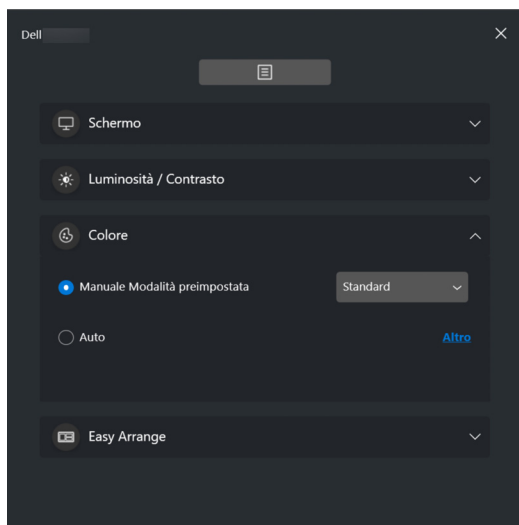 Dell
Schermo
Luminosità / Contrasto
Colore
Manuale Modalità preimpostata Standard
Auto Altro
Easy Arrange